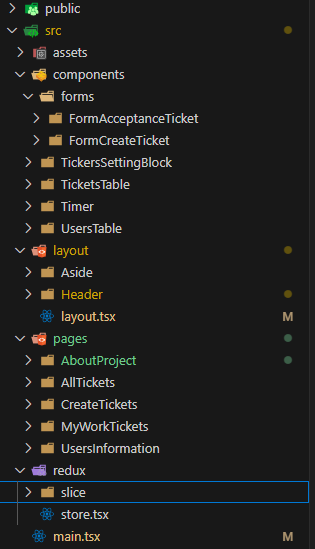 public
src
assets
components
forms
FormAcceptanceTicket
FormCreateTicket
TickersSettingBlock
TicketsTable
Timer
UsersTable
layout
Aside
Header
layout.tsx M
pages
AboutProject
AllTickets
CreateTickets
MyWorkTickets
UsersInformation
redux
slice
store.tsx
main.tsx M